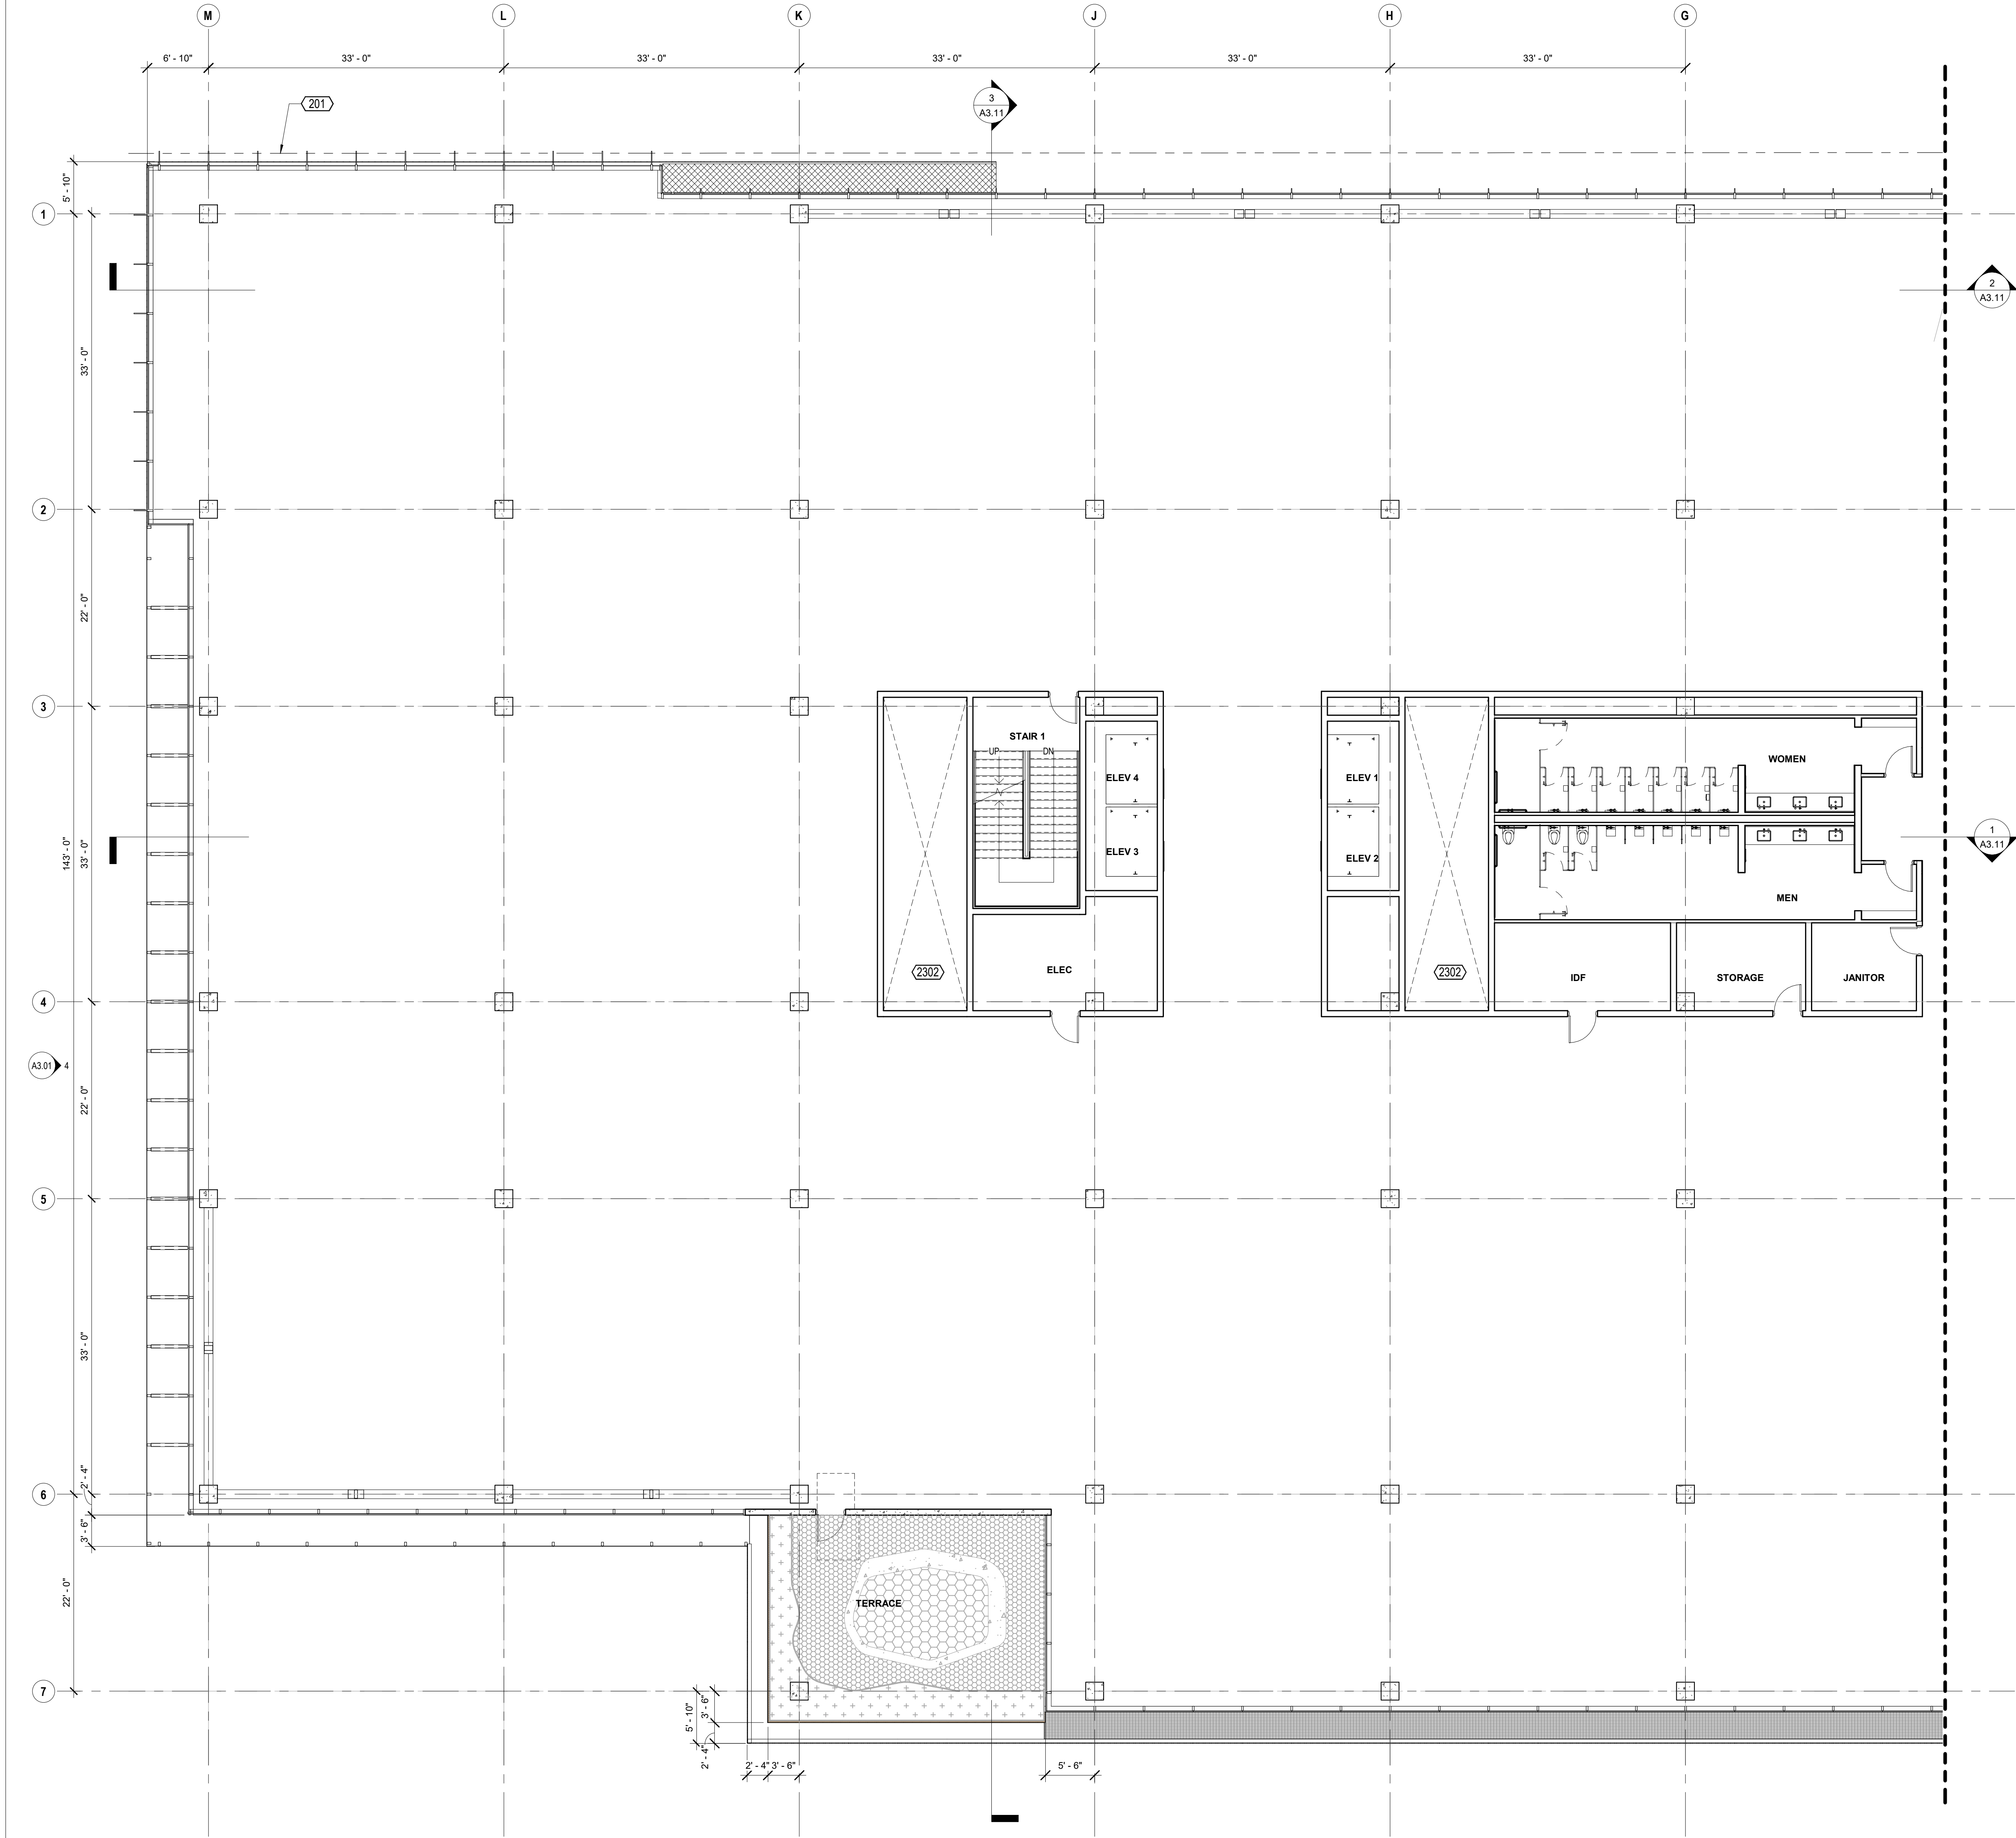 M
L
K
J
H
G
6' - 10"
33' - 0"
33' - 0"
33' - 0"
33' - 0"
33' - 0"
201
3
A3.11
5' - 10"
1
2
A3.11
33' - 0"
2
22' - 0"
3
STAIR 1
UP
DN
WOMEN
ELEV 4
ELEV 1
143' - 0"
33' - 0"
1
A3.11
ELEV 3
ELEV 2
MEN
2302
ELEC
2302
IDF
STORAGE
JANITOR
4
A3.01
4
22' - 0"
5
33' - 0"
2' - 4"
6
3' - 6"
22' - 0"
TERRACE
7
5' - 10"
3' - 6"
2' - 4"
2' - 4"
3' - 6"
5' - 6"